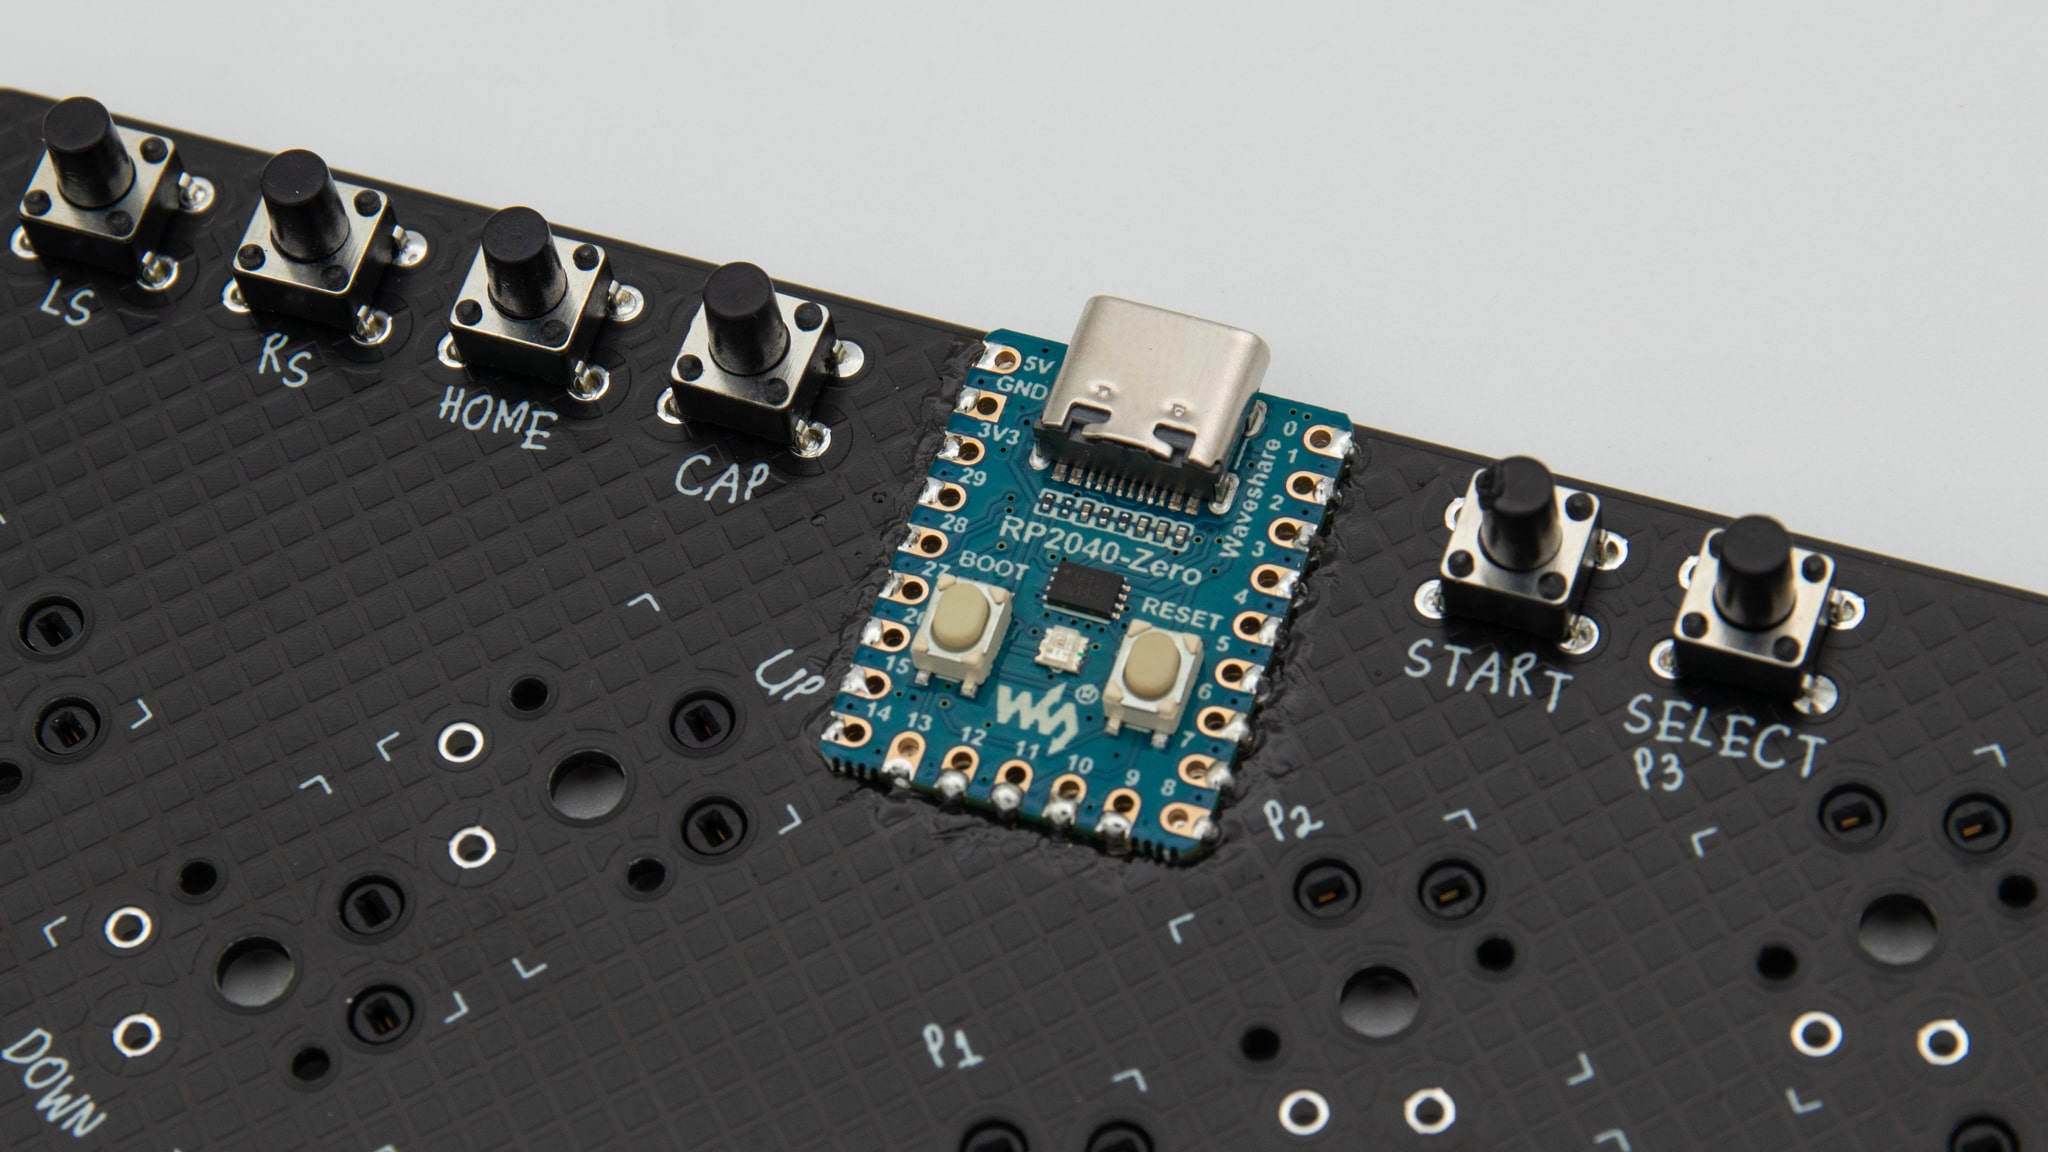 LS
RS
HOME
CAP
START
SELECT
P3
UP
P2
P1
DOWN
5V
GND
3V3
29
28
27
26
15
14
13
12
11
10
9
8
7
6
5
4
3
2
1
0
Waveshare
RP2040-Zero
BOOT
RESET
WS®